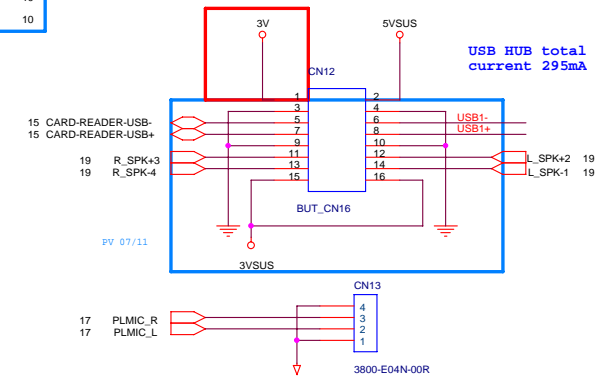 10
3V
5VSUS
USB HUB total
current 295mA
CN12
1 2
3 4
15 CARD-READER-USB- 5 6 USB1-
15 CARD-READER-USB+ 7 8 USB1+
9 10
19 R_SPK+3 11 12 L_SPK+2 19
19 R_SPK-4 13 14 L_SPK-1 19
15 16
BUT_CN16
PV 07/11
3VSUS
CN13
4
17 PLMIC_R 3
17 PLMIC_L 2
1
3800-E04N-00R